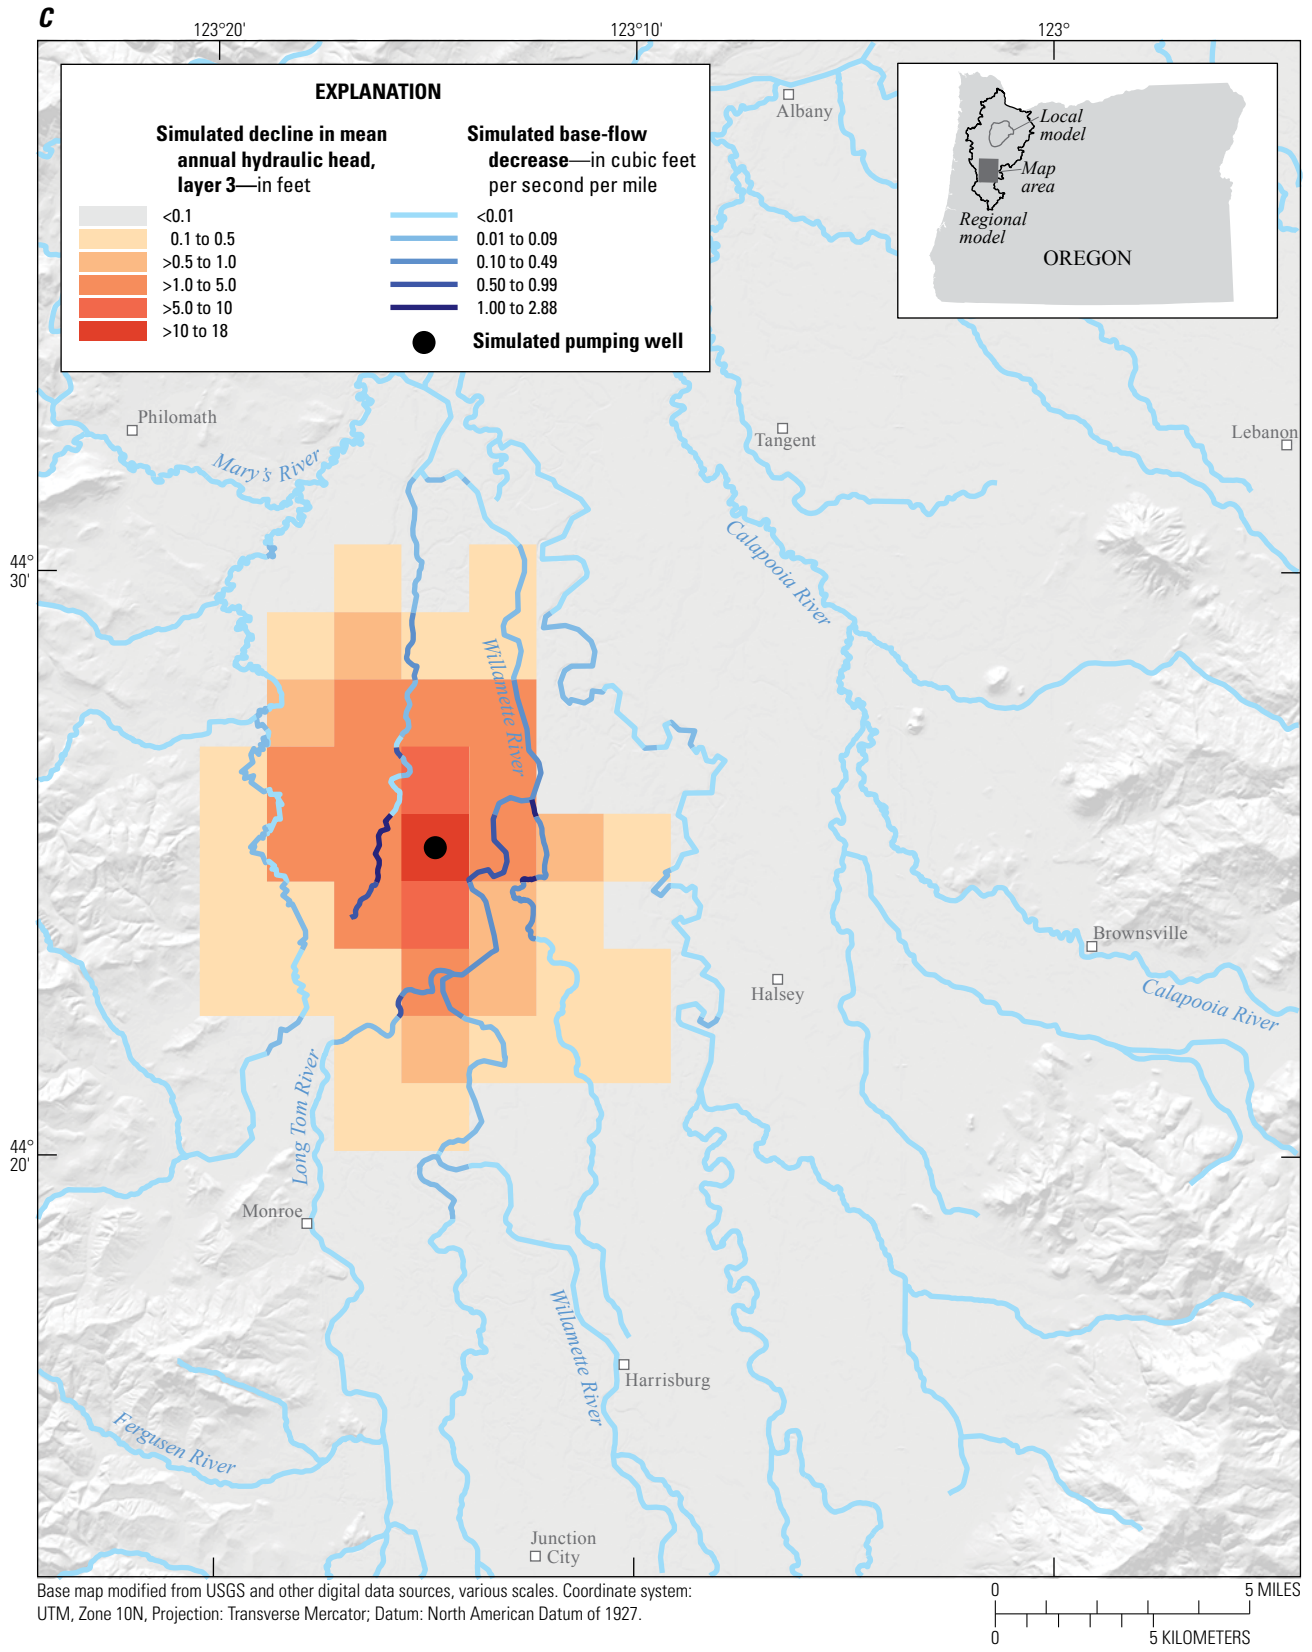 C
123°20'
123°10'
123°
EXPLANATION
Simulated decline in mean
annual hydraulic head,
layer 3—in feet
<0.1
0.1 to 0.5
>0.5 to 1.0
>1.0 to 5.0
>5.0 to 10
>10 to 18
Simulated base-flow
decrease—in cubic feet
per second per mile
<0.01
0.01 to 0.09
0.10 to 0.49
0.50 to 0.99
1.00 to 2.88
Simulated pumping well
Albany
Local
model
Map
area
Regional
model
OREGON
Philomath
Mary's River
Tangent
Lebanon
44°
30'
Calapooia River
Willamette River
Brownsville
Halsey
Calapooia River
Long Tom River
44°
20'
Monroe
Willamette River
Harrisburg
Fergusen River
Junction
City
Base map modified from USGS and other digital data sources, various scales. Coordinate system:
UTM, Zone 10N, Projection: Transverse Mercator; Datum: North American Datum of 1927.
0
5 MILES
0
5 KILOMETERS